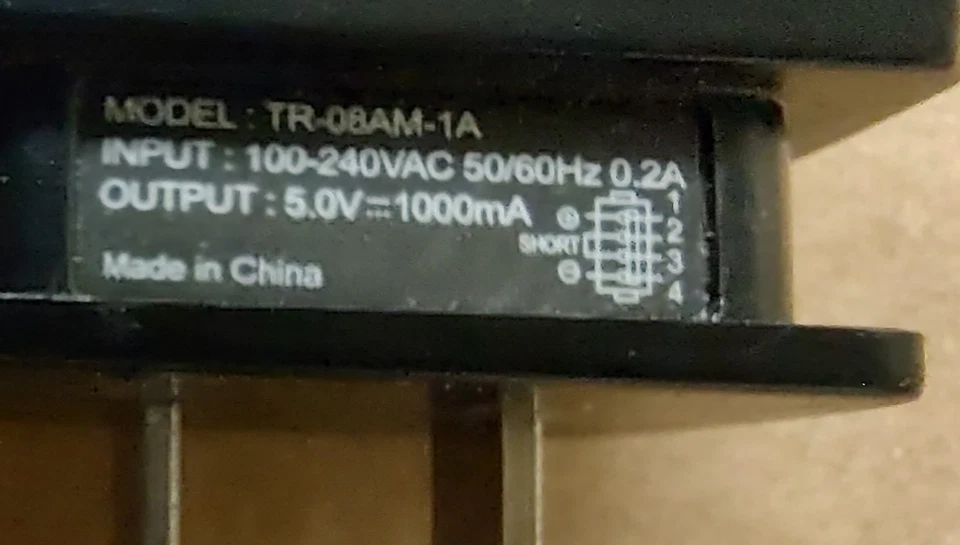 MODEL : TR-08AM-1A
INPUT : 100-240VAC 50/60Hz 0.2A
OUTPUT : 5.0V⎓1000mA
Made in China
SHORT
1
2
3
4